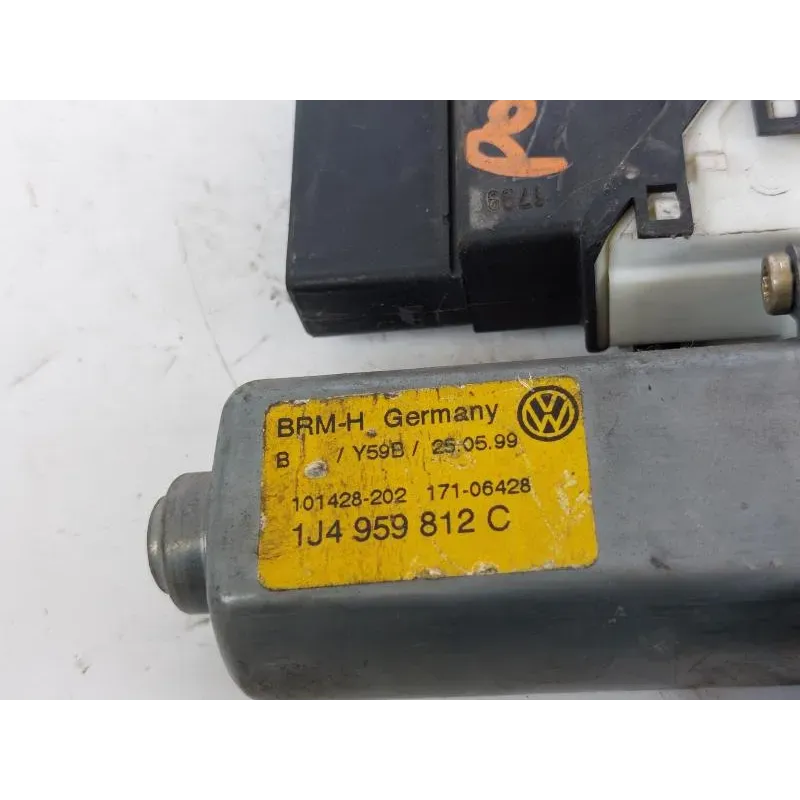 BRM-H Germany
B / Y59B / 25.05.99
101428-202 171-06428
1J4 959 812 C